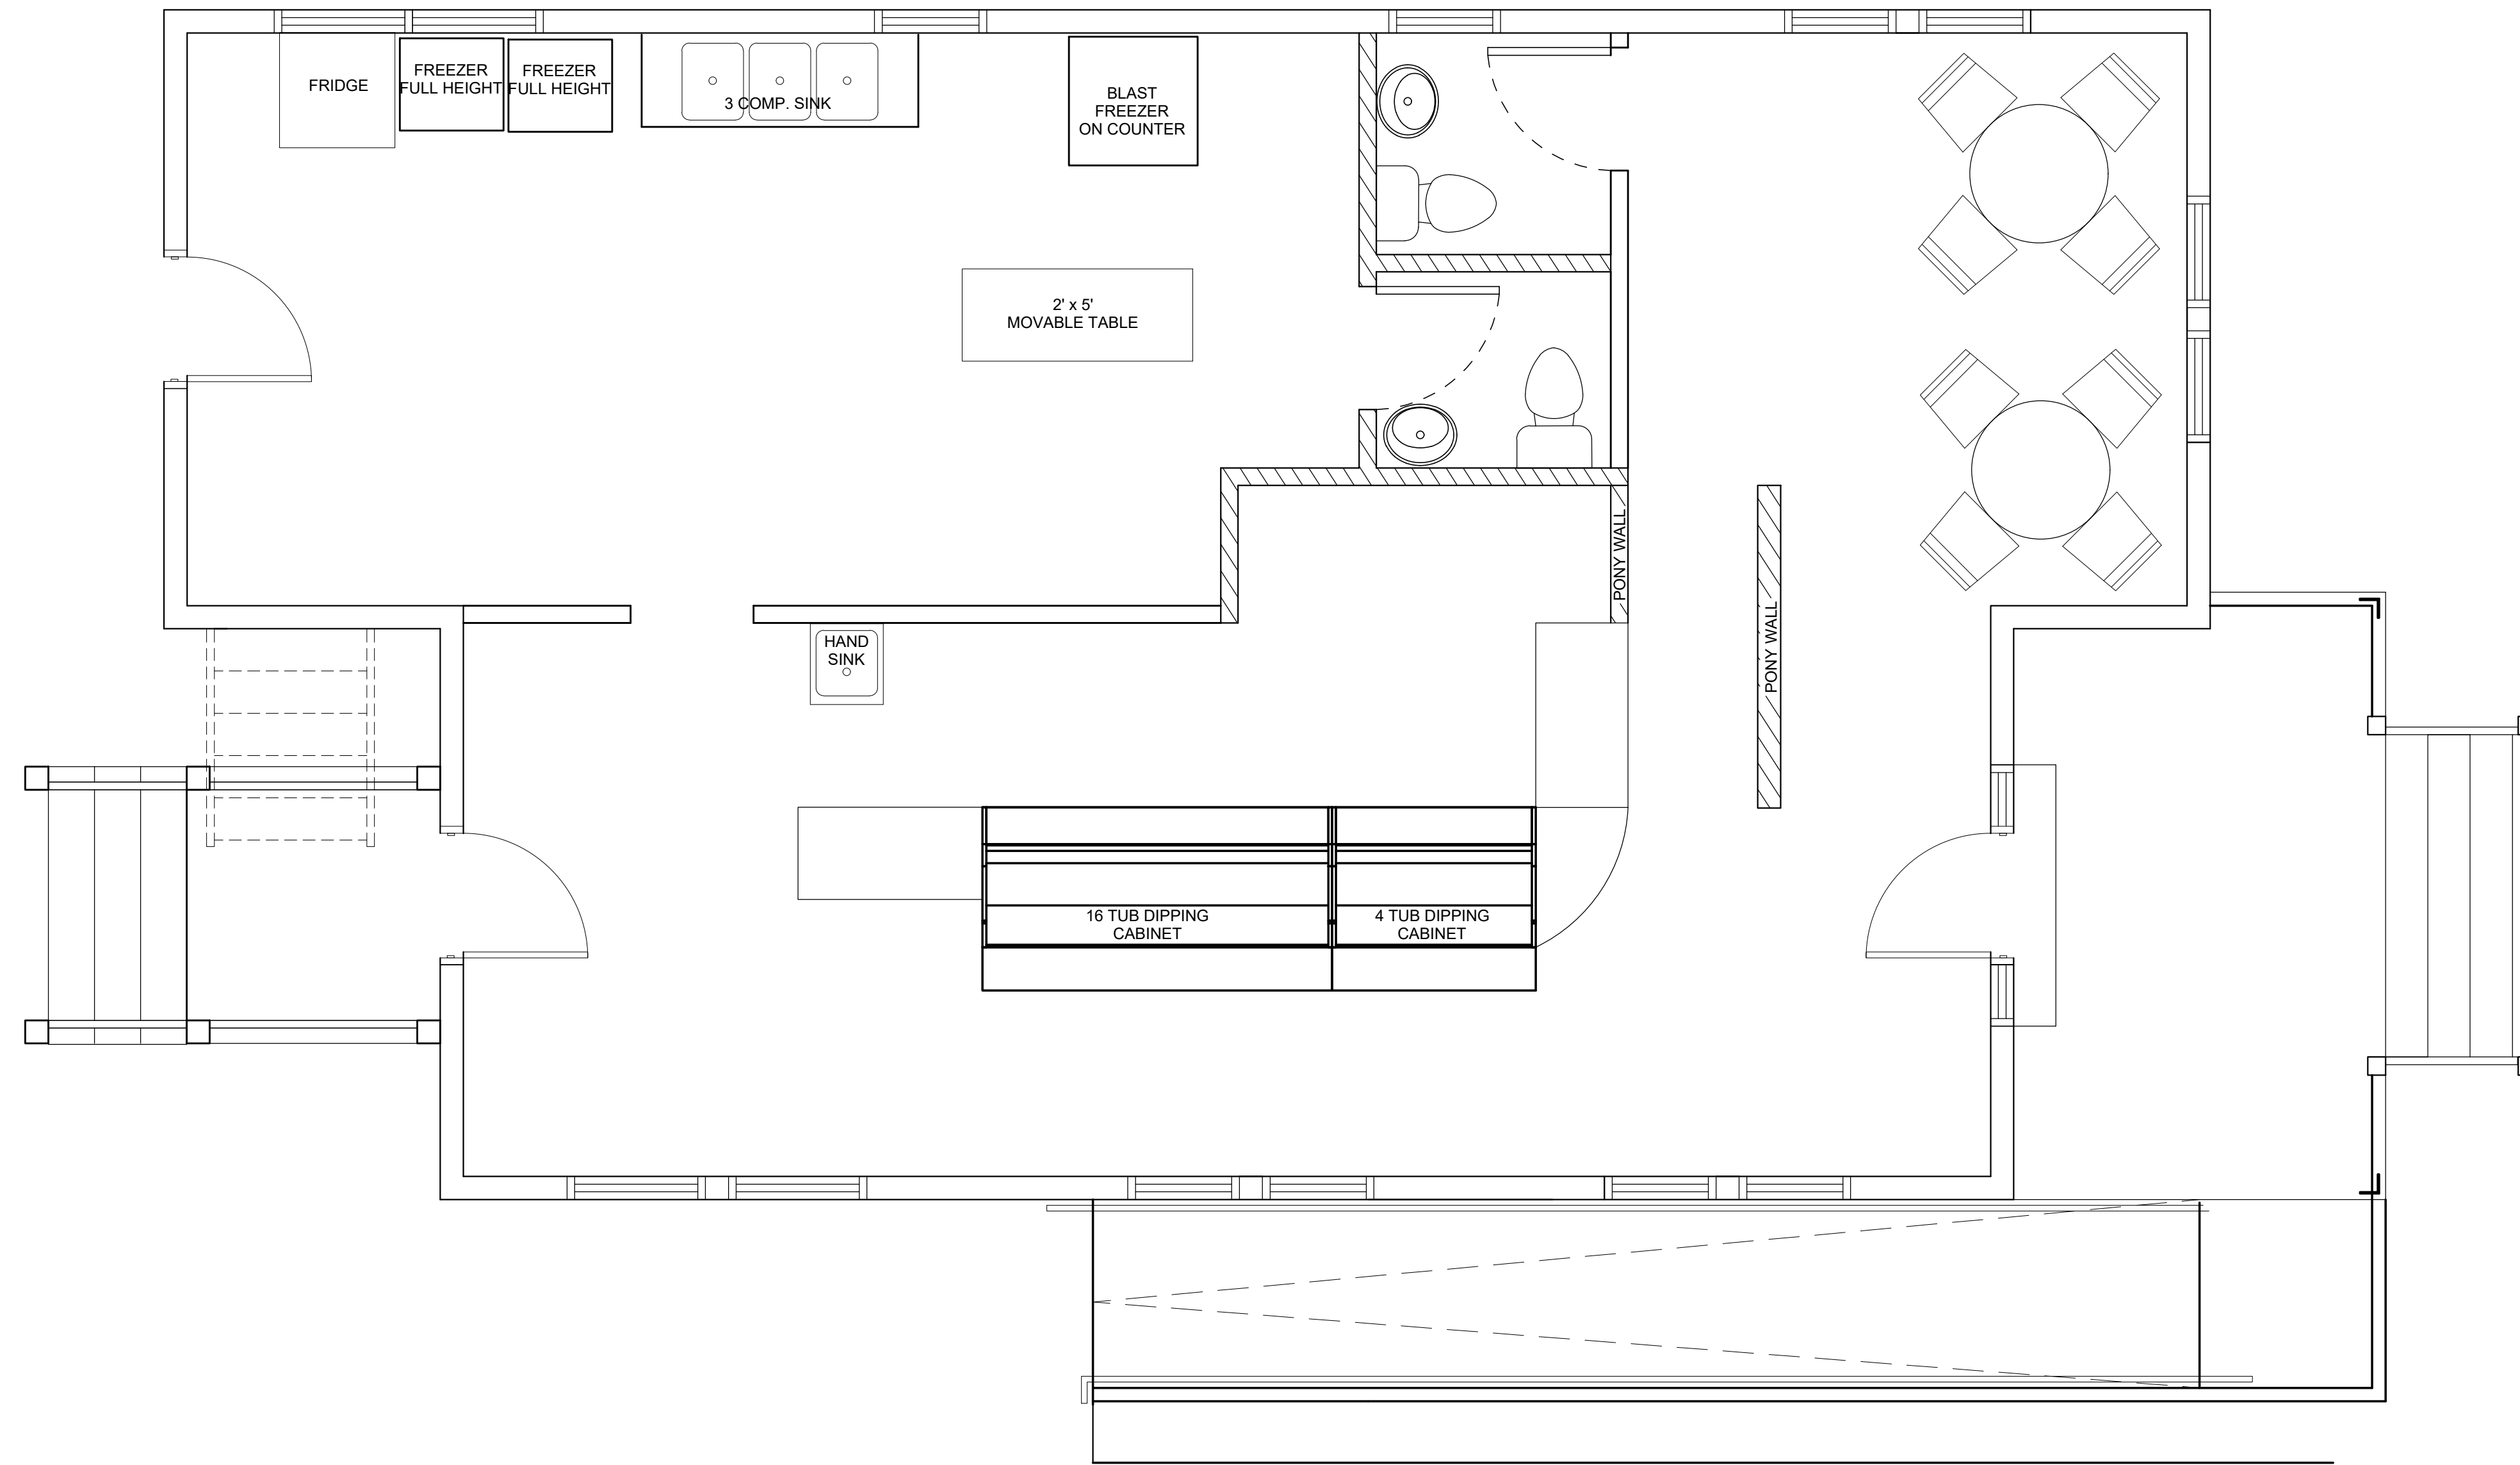 FRIDGE
FREEZER
FULL HEIGHT
FREEZER
FULL HEIGHT
3 COMP. SINK
BLAST
FREEZER
ON COUNTER
2' x 5'
MOVABLE TABLE
PONY WALL
PONY WALL
HAND
SINK
16 TUB DIPPING
CABINET
4 TUB DIPPING
CABINET